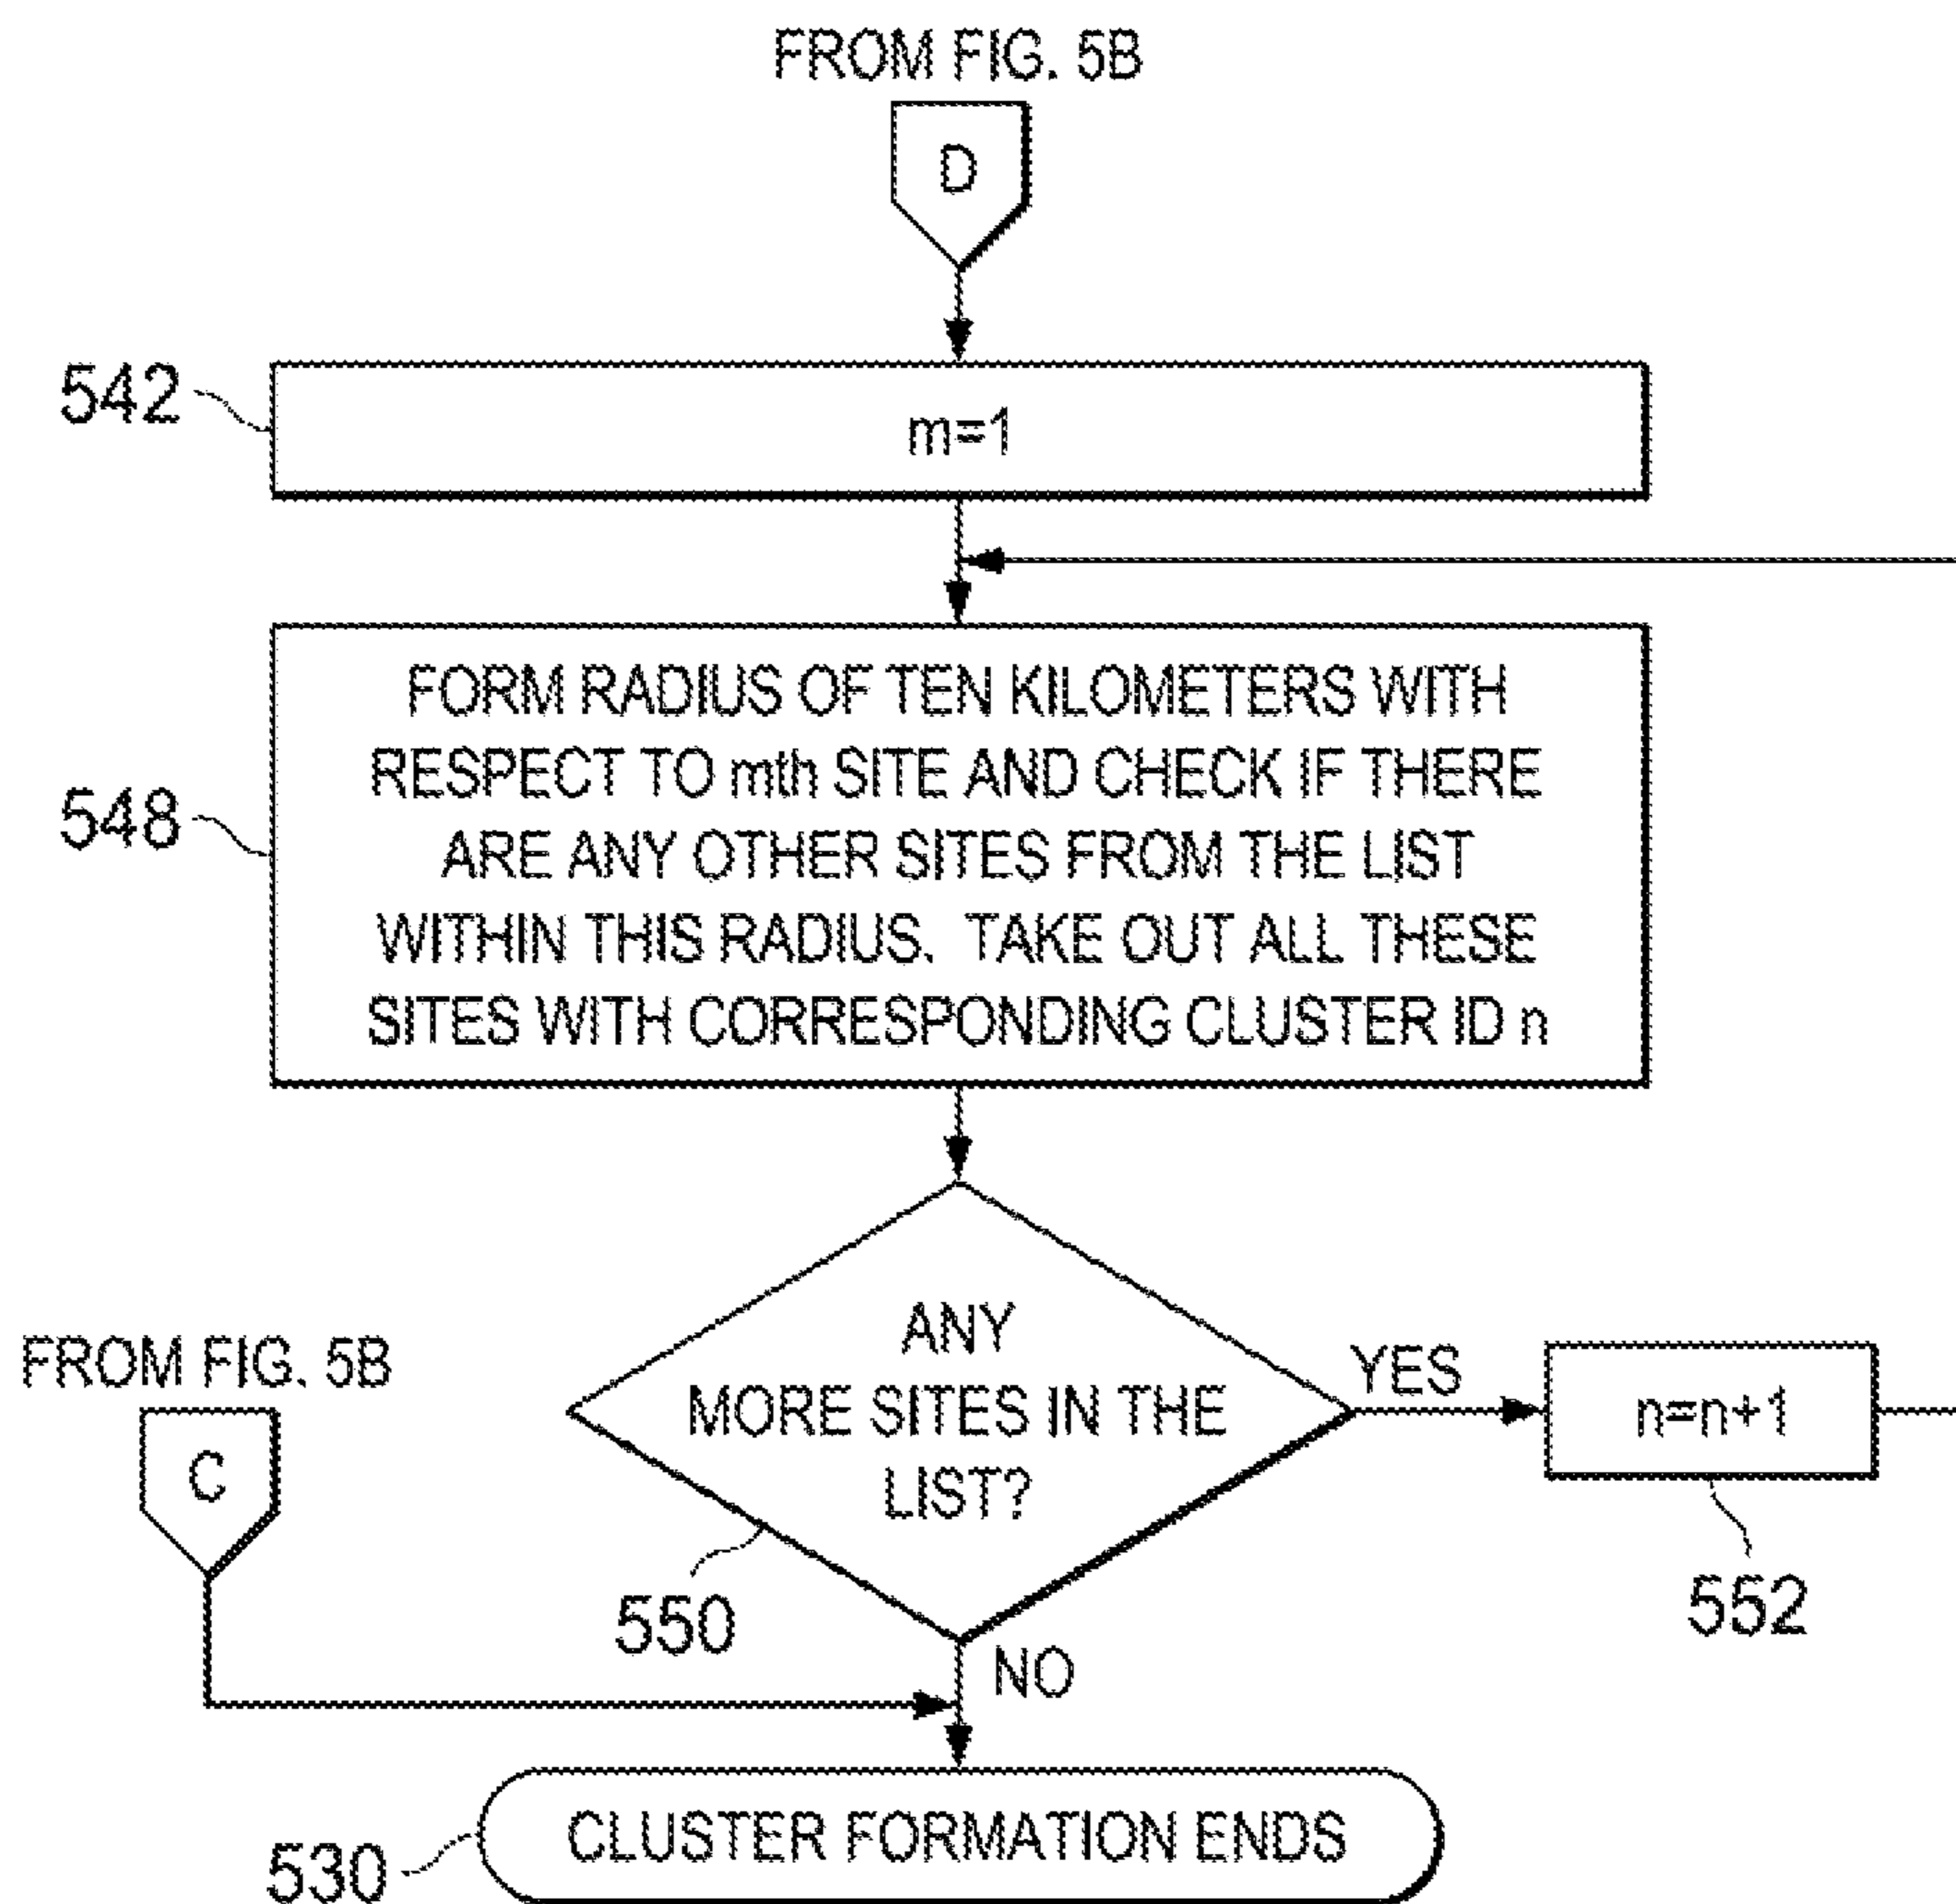 FROM FIG. 5B
D
542
m=1
FORM RADIUS OF TEN KILOMETERS WITH
RESPECT TO mth SITE AND CHECK IF THERE
ARE ANY OTHER SITES FROM THE LIST
WITHIN THIS RADIUS. TAKE OUT ALL THESE
SITES WITH CORRESPONDING CLUSTER ID n
548
ANY
MORE SITES IN THE
LIST?
YES
n=n+1
FROM FIG. 5B
C
550
552
NO
CLUSTER FORMATION ENDS
530